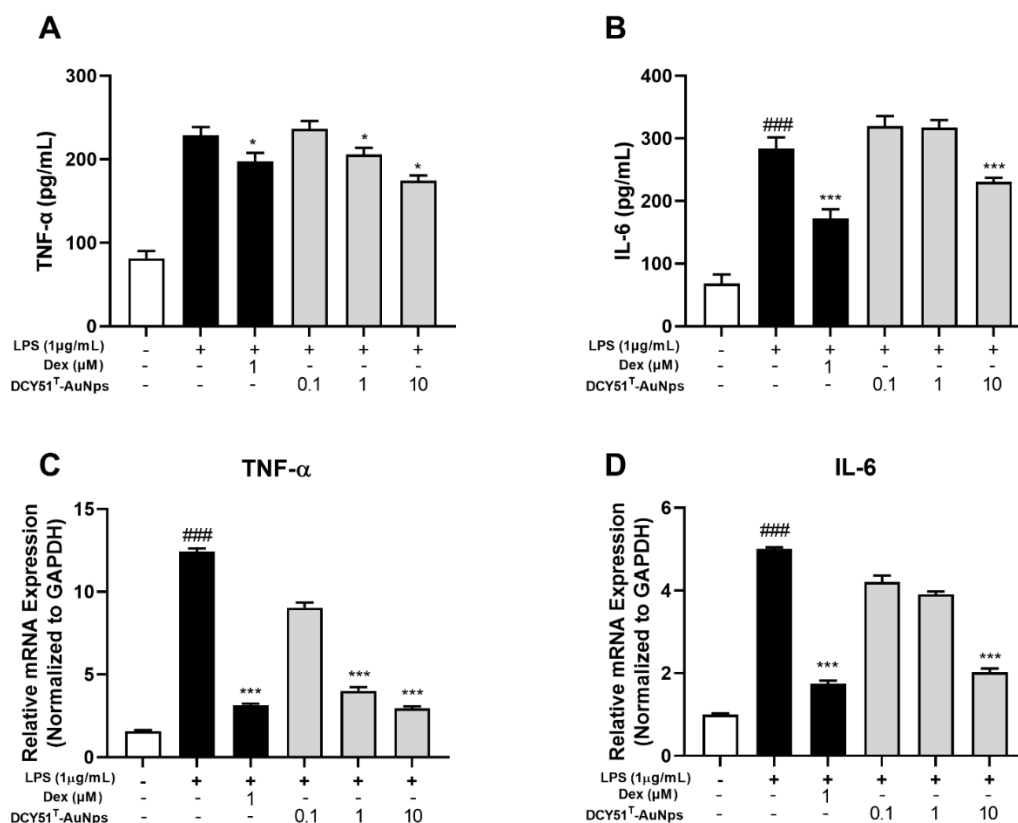 A
TNF-α (pg/mL)
300
200
100
0
* * *
LPS (1μg/mL) - + + + + +
Dex (μM) - - 1 - - -
DCY51ᵀ-AuNps - - - 0.1 1 10
B
IL-6 (pg/mL)
400
300
200
100
0
### *** ***
LPS (1μg/mL) - + + + + +
Dex (μM) - - 1 - - -
DCY51ᵀ-AuNps - - - 0.1 1 10
C
TNF-α
Relative mRNA Expression
(Normalized to GAPDH)
15
10
5
0
### *** *** ***
LPS (1μg/mL) - + + + + +
Dex (μM) - - 1 - - -
DCY51ᵀ-AuNps - - - 0.1 1 10
D
IL-6
Relative mRNA Expression
(Normalized to GAPDH)
6
4
2
0
### *** ***
LPS (1μg/mL) - + + + + +
Dex (μM) - - 1 - - -
DCY51ᵀ-AuNps - - - 0.1 1 10